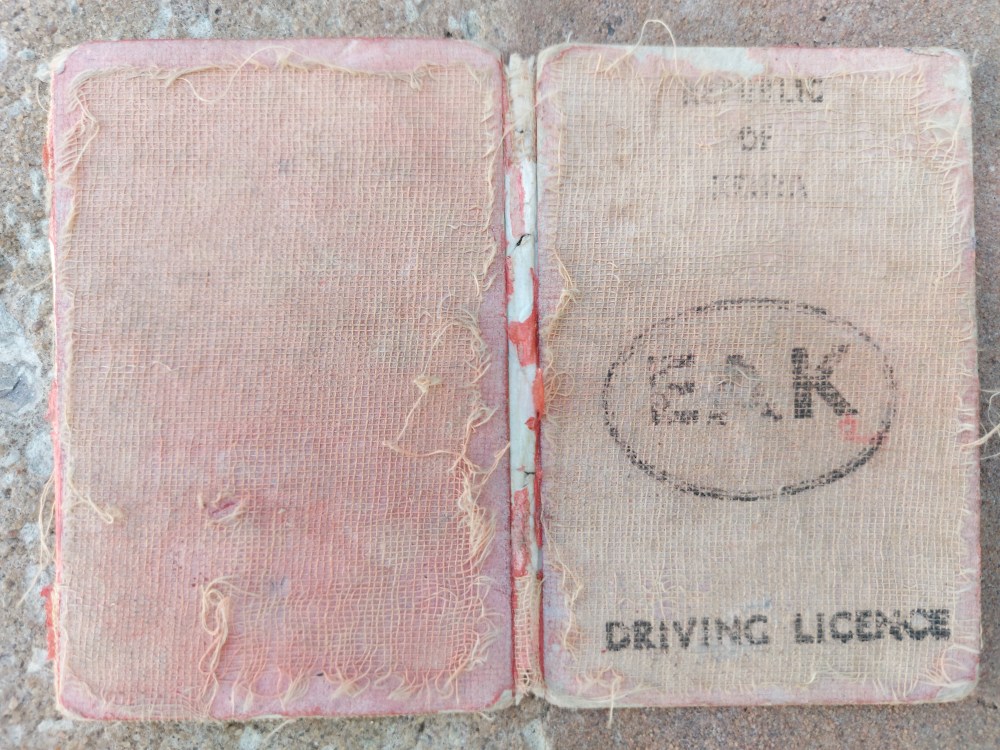 REPUBLIC
OF
KENYA
EAK
DRIVING LICENCE